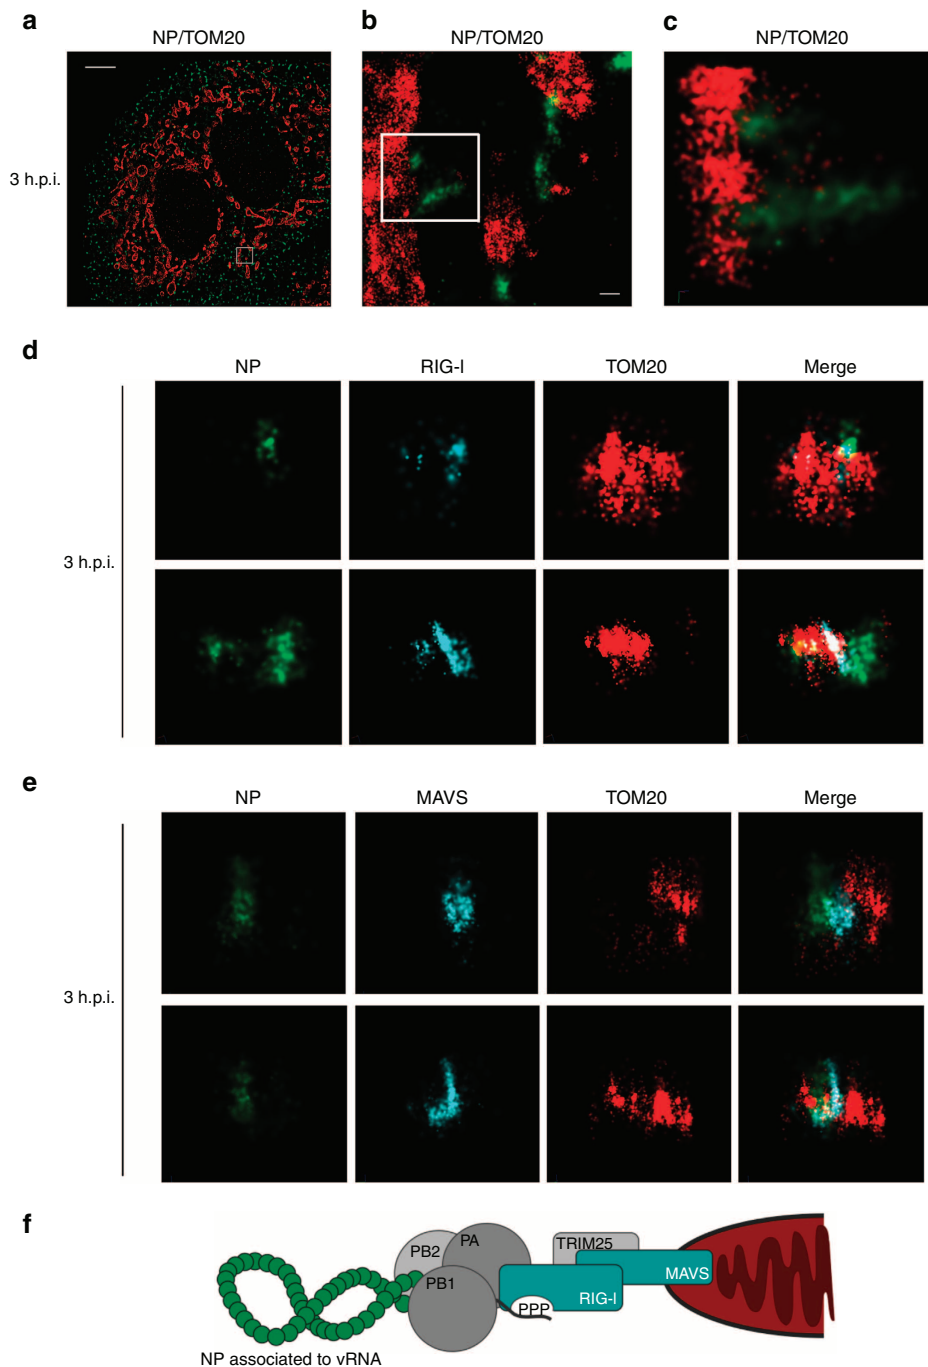 a
b
c
NP/TOM20
NP/TOM20
NP/TOM20
3 h.p.i.
d
NP
RIG-I
TOM20
Merge
3 h.p.i.
e
NP
MAVS
TOM20
Merge
3 h.p.i.
f
PB2
PA
PB1
TRIM25
MAVS
RIG-I
PPP
NP associated to vRNA